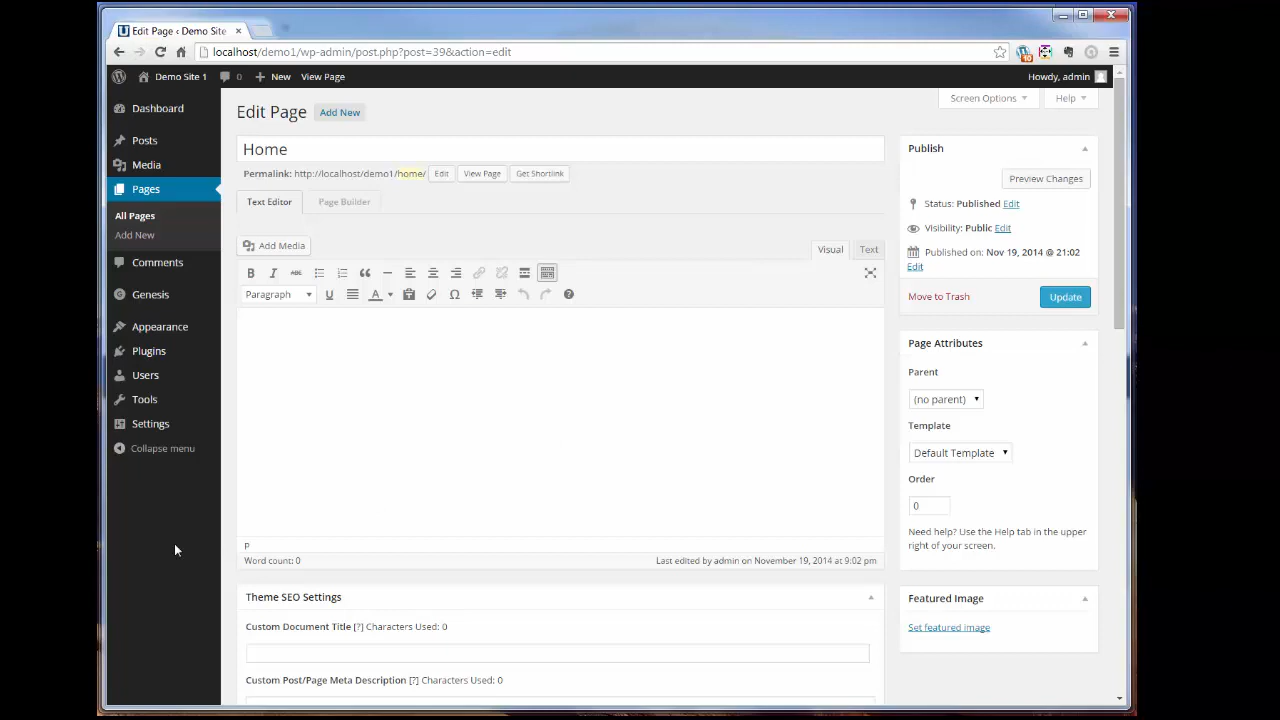 Edit Page ‹ Demo Site
localhost/demo1/wp-admin/post.php?post=39&action=edit
10
Demo Site 1
0
New
View Page
Howdy, admin
Dashboard
Posts
Media
Pages
All Pages
Add New
Comments
Genesis
Appearance
Plugins
Users
Tools
Settings
Collapse menu
Screen Options
Help
Edit Page
Add New
Home
Permalink: http://localhost/demo1/home/
Edit
View Page
Get Shortlink
Text Editor
Page Builder
Add Media
Visual
Text
B
I
ABC
Paragraph
U
A
Ω
p
Word count: 0
Last edited by admin on November 19, 2014 at 9:02 pm
Theme SEO Settings
Custom Document Title [?] Characters Used: 0
Custom Post/Page Meta Description [?] Characters Used: 0
Publish
Preview Changes
Status: Published Edit
Visibility: Public Edit
Published on: Nov 19, 2014 @ 21:02
Edit
Move to Trash
Update
Page Attributes
Parent
(no parent)
Template
Default Template
Order
0
Need help? Use the Help tab in the upper
right of your screen.
Featured Image
Set featured image